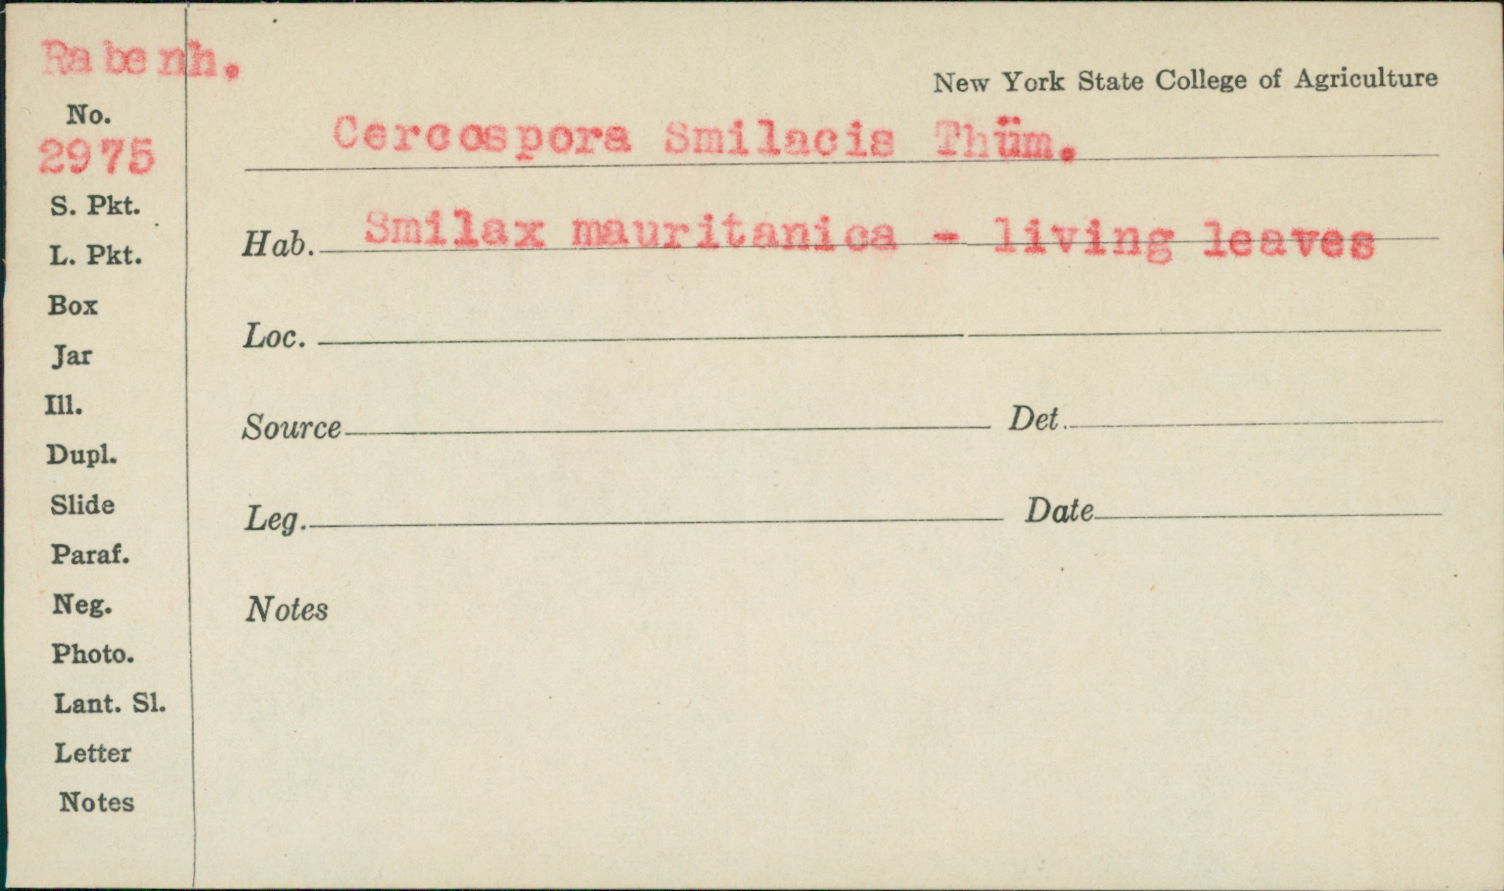 Rabenh.
New York State College of Agriculture
No.
2975
Cercospora Smilacis Thüm.
S. Pkt.
L. Pkt.
Box
Jar
Ill.
Dupl.
Slide
Paraf.
Neg.
Photo.
Lant. Sl.
Letter
Notes
Hab. Smilax mauritanica - living leaves
Loc.
Source Det.
Leg. Date
Notes